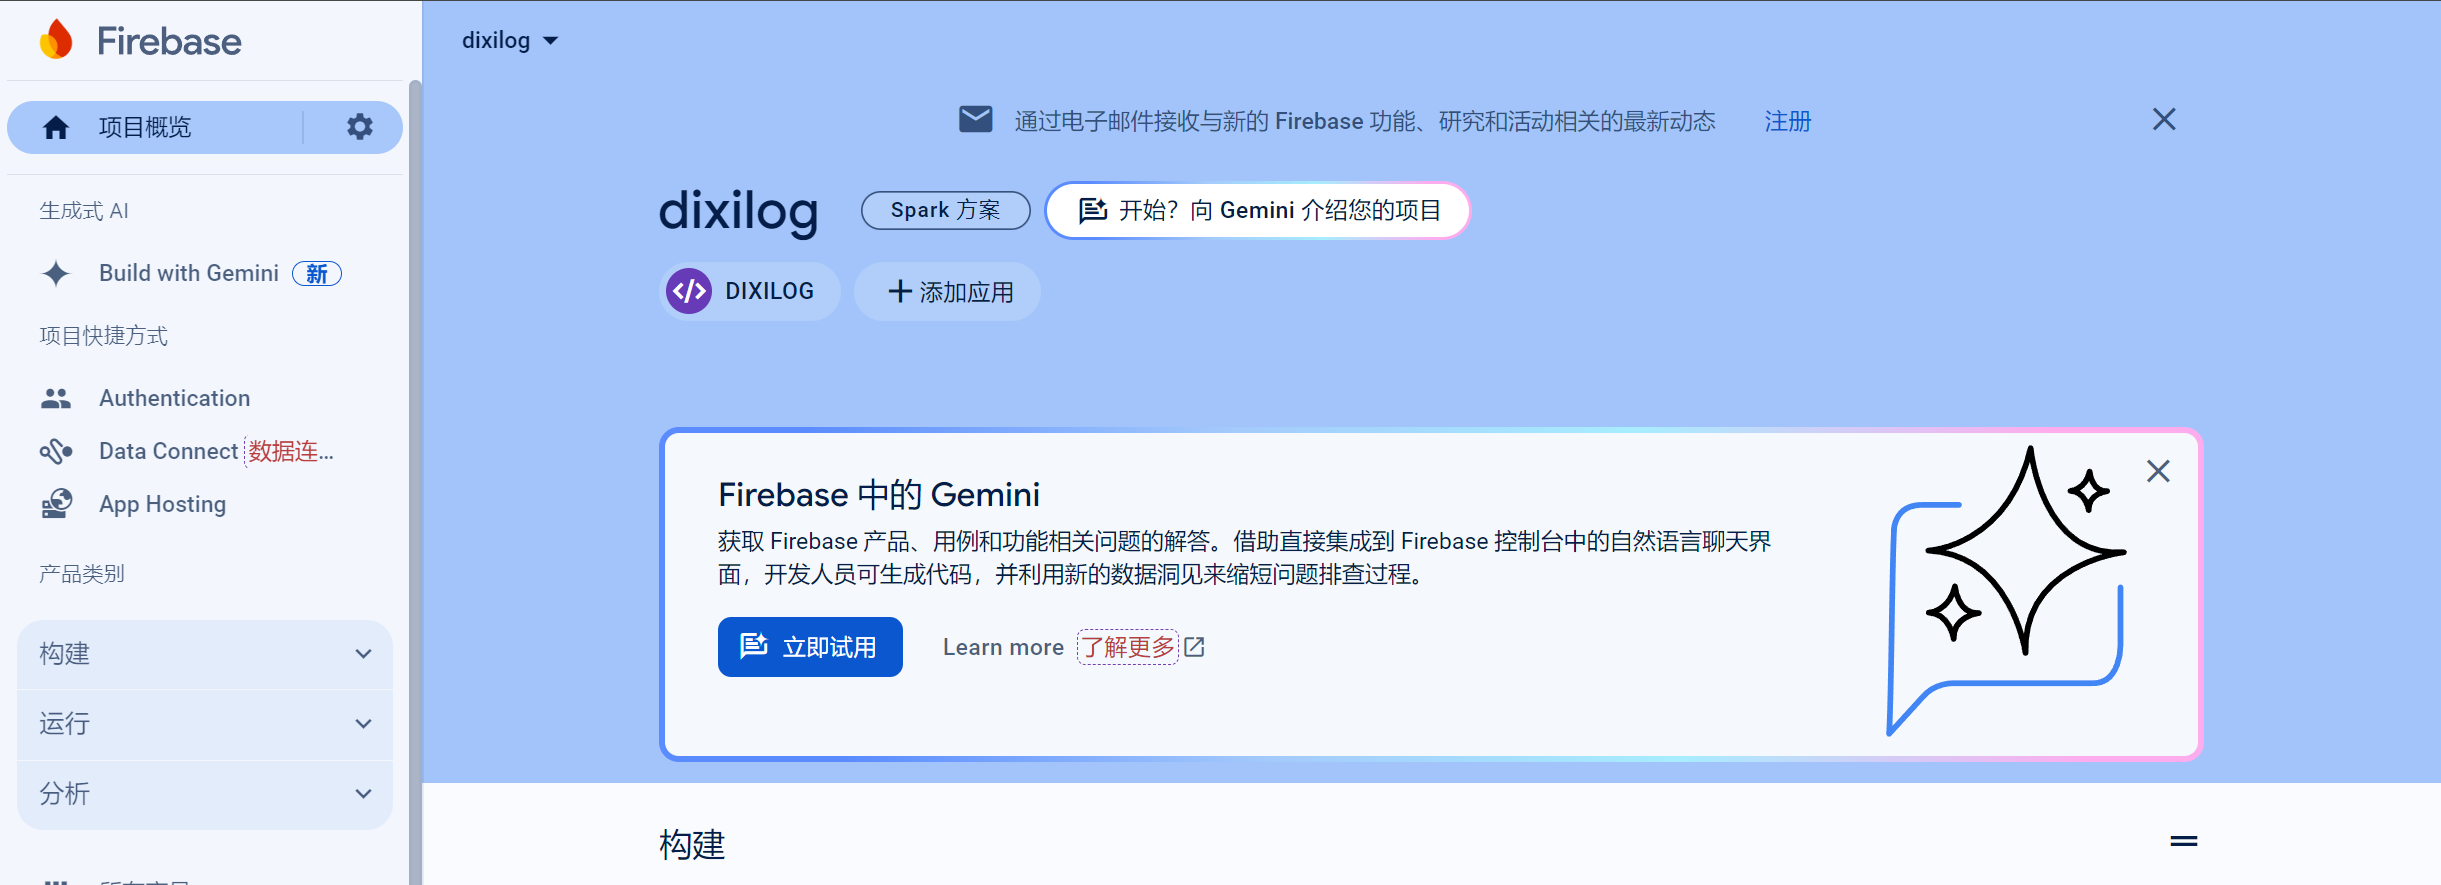 Firebase
项目概览
生成式 AI
Build with Gemini 新
项目快捷方式
Authentication
Data Connect 数据连...
App Hosting
产品类别
构建
运行
分析
dixilog
通过电子邮件接收与新的 Firebase 功能、研究和活动相关的最新动态 注册
dixilog Spark 方案 开始？向 Gemini 介绍您的项目
DIXILOG 添加应用
Firebase 中的 Gemini
获取 Firebase 产品、用例和功能相关问题的解答。借助直接集成到 Firebase 控制台中的自然语言聊天界
面，开发人员可生成代码，并利用新的数据洞见来缩短问题排查过程。
立即试用 Learn more 了解更多
构建